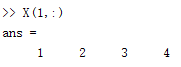 >> X(1,:)
ans =
1 2 3 4